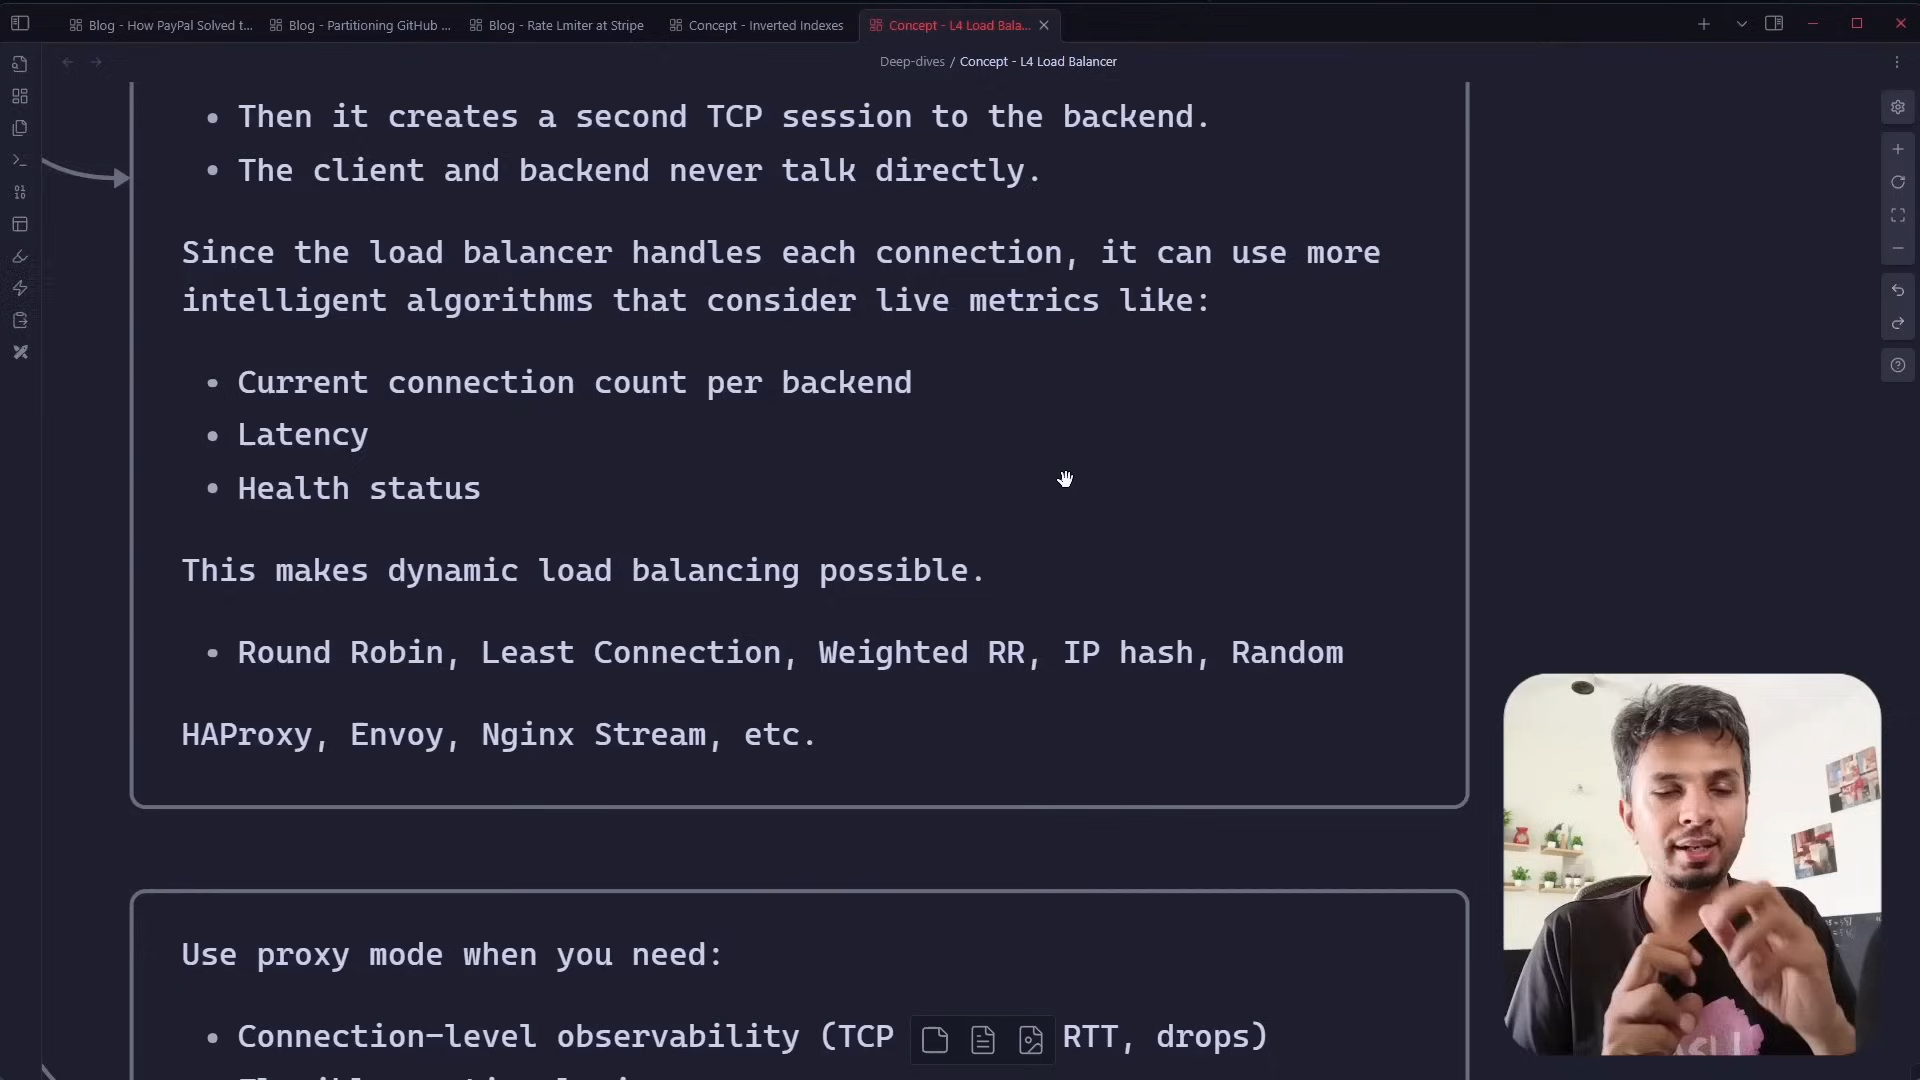 Blog - How PayPal Solved t...
Blog - Partitioning GitHub ...
Blog - Rate Lmiter at Stripe
Concept - Inverted Indexes
Concept - L4 Load Bala...
Deep-dives / Concept - L4 Load Balancer
• Then it creates a second TCP session to the backend.
• The client and backend never talk directly.
Since the load balancer handles each connection, it can use more
intelligent algorithms that consider live metrics like:
• Current connection count per backend
• Latency
• Health status
This makes dynamic load balancing possible.
• Round Robin, Least Connection, Weighted RR, IP hash, Random
HAProxy, Envoy, Nginx Stream, etc.
Use proxy mode when you need:
• Connection-level observability (TCP RTT, drops)